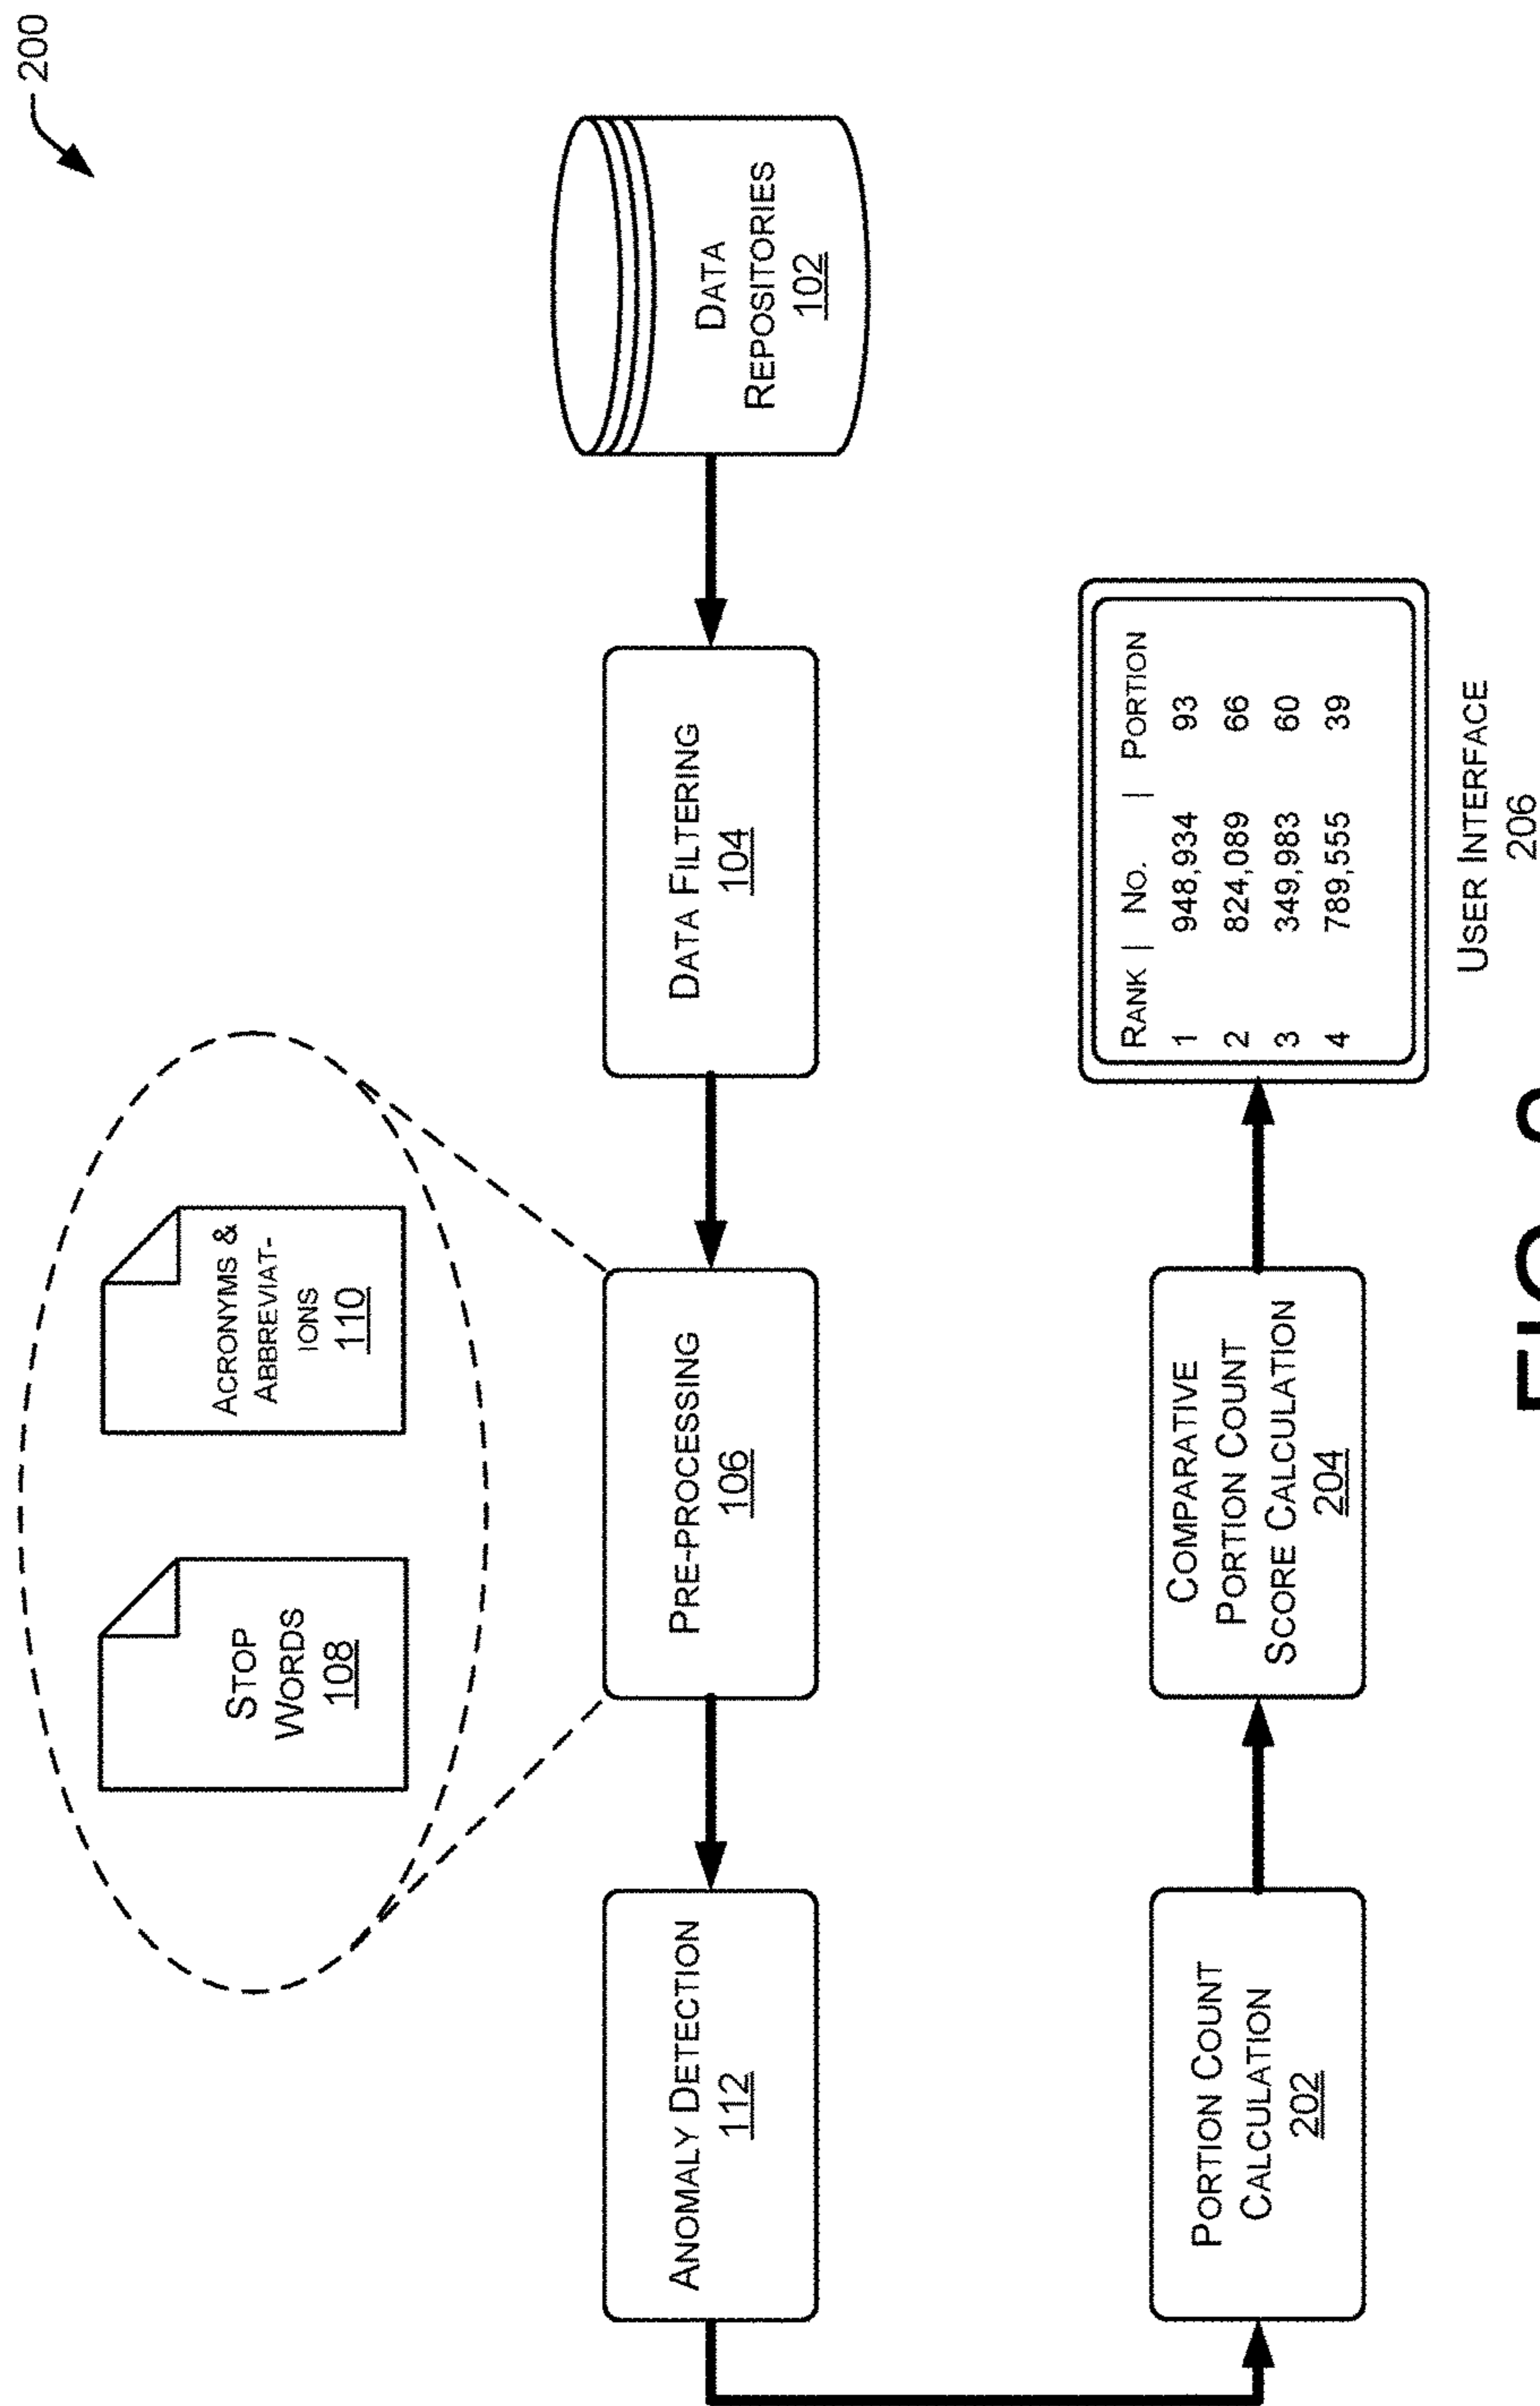 200
STOP
WORDS
108
ACRONYMS &
ABBREVIAT-
IONS
110
ANOMALY DETECTION
112
PRE-PROCESSING
106
DATA FILTERING
104
DATA
REPOSITORIES
102
PORTION COUNT
CALCULATION
202
COMPARATIVE
PORTION COUNT
SCORE CALCULATION
204
RANK | NO. | PORTION
1 948,934 93
2 824,089 66
3 349,983 60
4 789,555 39
USER INTERFACE
206